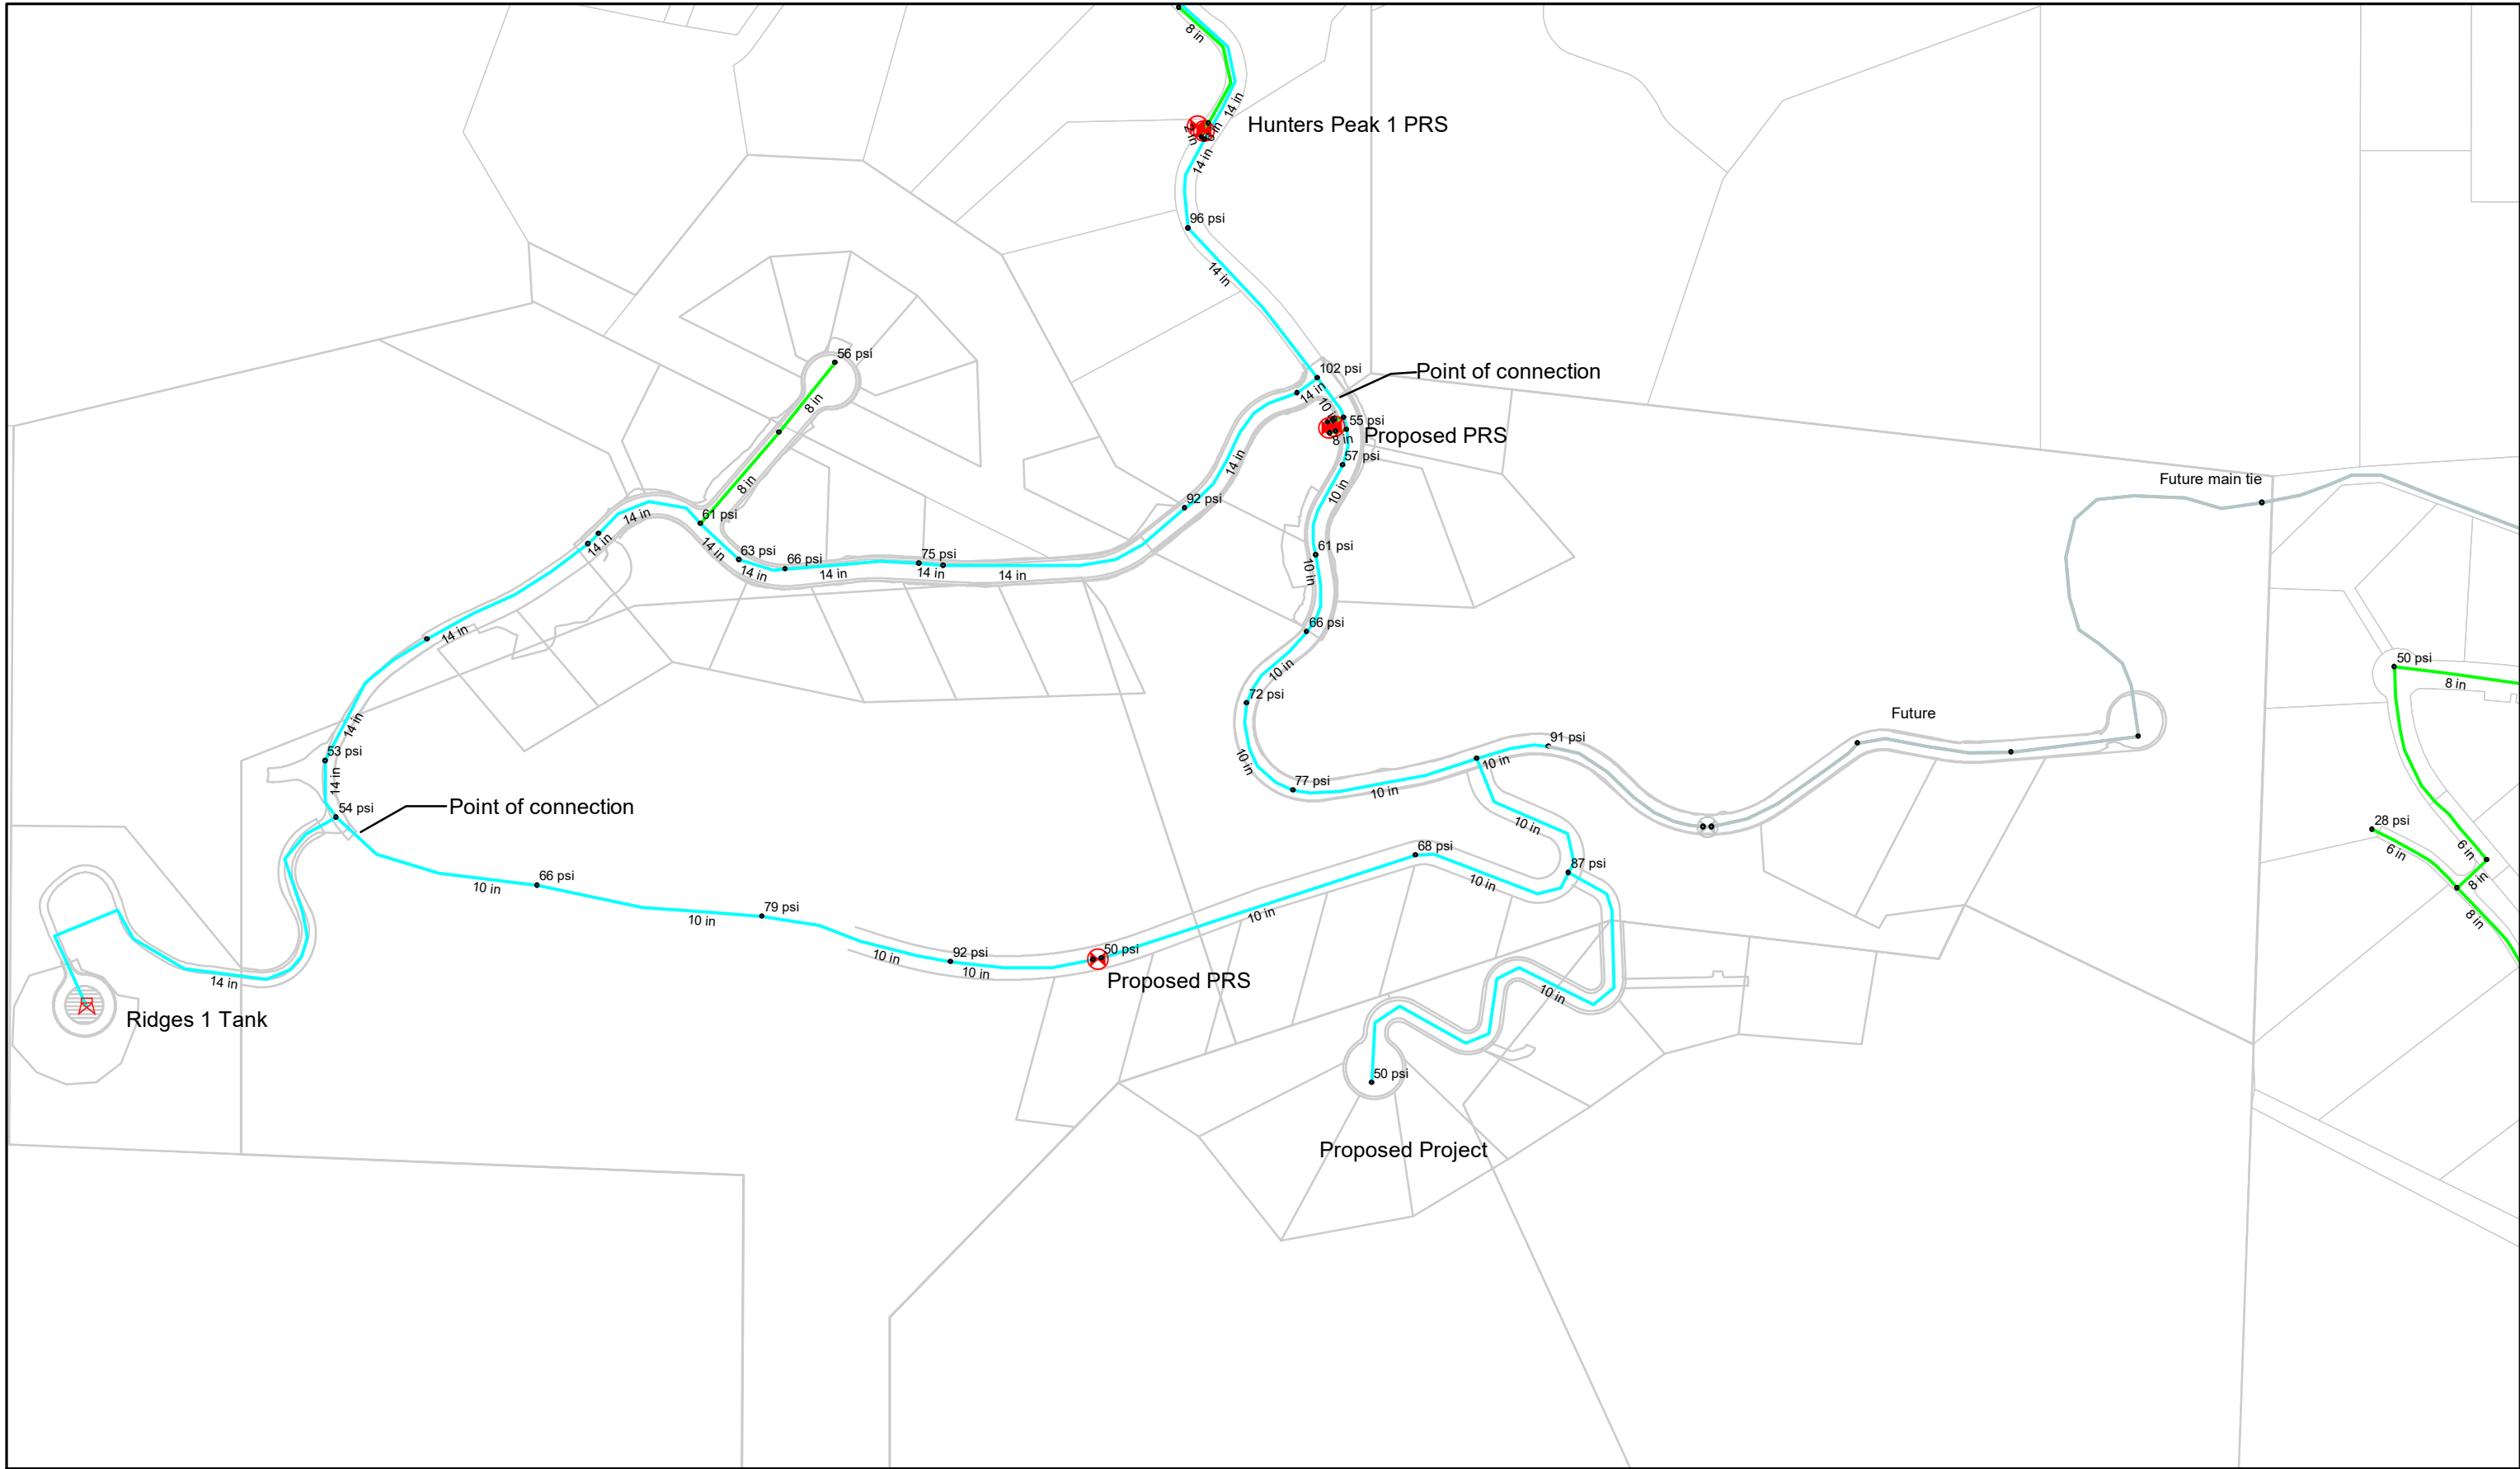 8 in
14 in
Hunters Peak 1 PRS
14 in
96 psi
14 in
56 psi
102 psi
Point of connection
14 in
8 in
10 in
55 psi
Proposed PRS
8 in
57 psi
14 in
Future main tie
8 in
10 in
92 psi
14 in
61 psi
14 in
14 in
63 psi
66 psi
75 psi
61 psi
14 in
14 in
14 in
14 in
10 in
14 in
66 psi
10 in
50 psi
8 in
72 psi
Future
14 in
53 psi
91 psi
10 in
10 in
14 in
77 psi
10 in
54 psi
Point of connection
10 in
28 psi
6 in
6 in
8 in
8 in
68 psi
87 psi
10 in
66 psi
10 in
79 psi
10 in
10 in
92 psi
10 in
10 in
50 psi
Proposed PRS
14 in
10 in
Ridges 1 Tank
50 psi
Proposed Project